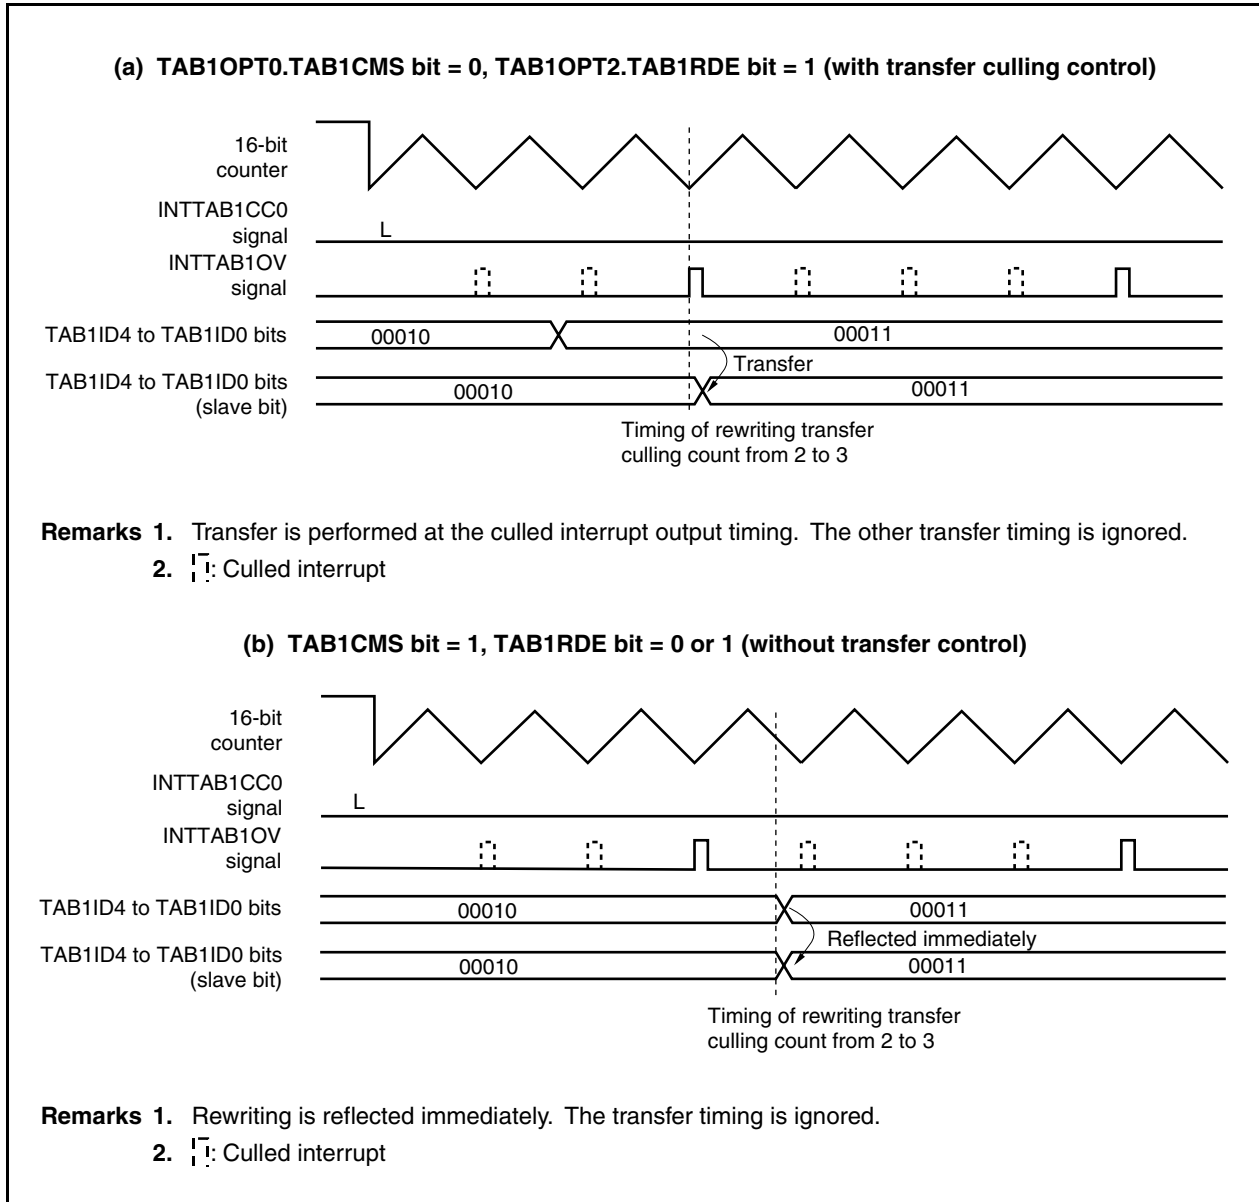 (a) TAB1OPT0.TAB1CMS bit = 0, TAB1OPT2.TAB1RDE bit = 1 (with transfer culling control)
16-bit
counter
INTTAB1CC0
signal
L
INTTAB1OV
signal
TAB1ID4 to TAB1ID0 bits
00010
00011
Transfer
TAB1ID4 to TAB1ID0 bits
(slave bit)
00010
00011
Timing of rewriting transfer
culling count from 2 to 3
Remarks 1. Transfer is performed at the culled interrupt output timing. The other transfer timing is ignored.
2. : Culled interrupt
(b) TAB1CMS bit = 1, TAB1RDE bit = 0 or 1 (without transfer control)
16-bit
counter
INTTAB1CC0
signal
L
INTTAB1OV
signal
TAB1ID4 to TAB1ID0 bits
00010
00011
Reflected immediately
TAB1ID4 to TAB1ID0 bits
(slave bit)
00010
00011
Timing of rewriting transfer
culling count from 2 to 3
Remarks 1. Rewriting is reflected immediately. The transfer timing is ignored.
2. : Culled interrupt